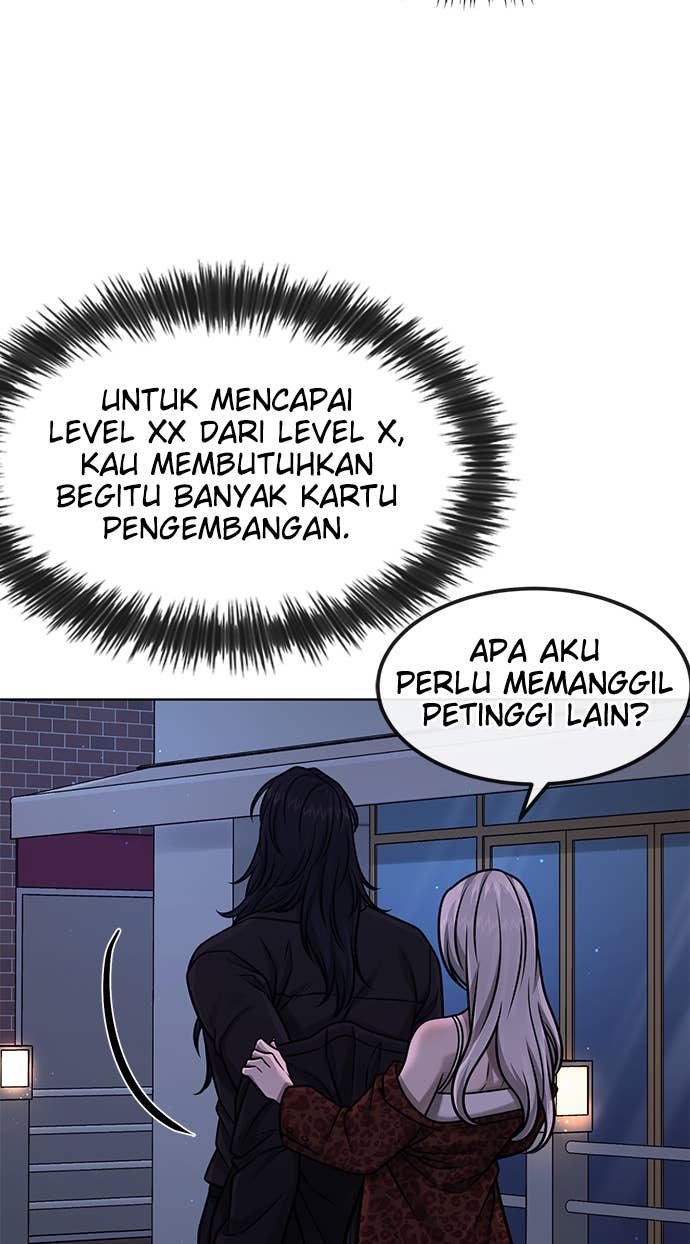 UNTUK MENCAPAI
LEVEL XX DARI LEVEL X,
KAU MEMBUTUHKAN
BEGITU BANYAK KARTU
PENGEMBANGAN.
APA AKU
PERLU MEMANGGIL
PETINGGI LAIN?